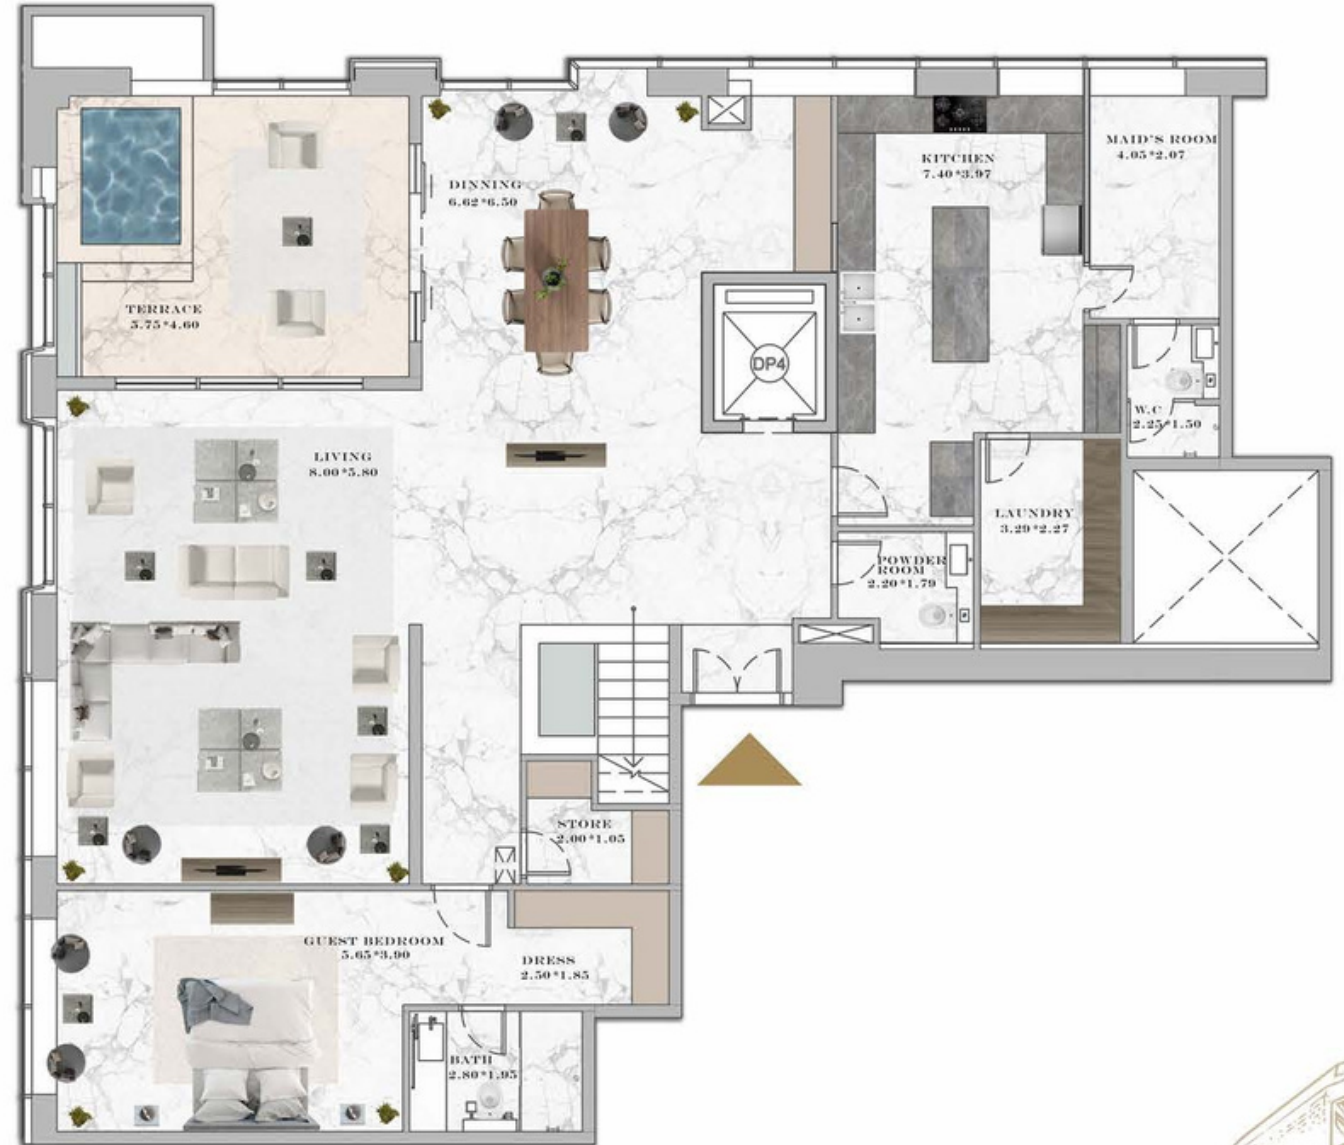 MAID'S ROOM
4.05*2.07
KITCHEN
7.40*3.97
DINNING
6.62*6.50
TERRACE
5.75*4.60
DP4
W.C
2.25*1.50
LIVING
8.00*5.80
LAUNDRY
3.29*2.27
POWDER
ROOM
2.20*1.79
STORE
2.00*1.05
GUEST BEDROOM
5.65*3.90
DRESS
2.50*1.85
BATH
2.80*1.95